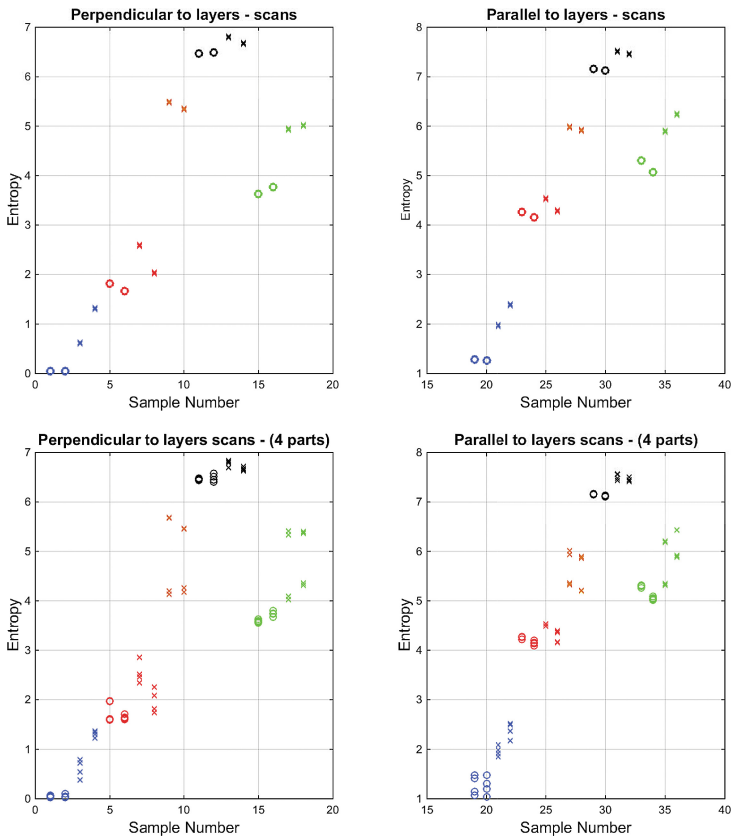 Perpendicular to layers - scans
7
6
5
4
3
2
1
0
Entropy
0 5 10 15 20
Sample Number
Parallel to layers - scans
8
7
6
5
4
3
2
1
Entropy
15 20 25 30 35 40
Sample Number
Perpendicular to layers scans - (4 parts)
7
6
5
4
3
2
1
0
Entropy
0 5 10 15 20
Sample Number
Parallel to layers scans - (4 parts)
8
7
6
5
4
3
2
1
Entropy
15 20 25 30 35 40
Sample Number